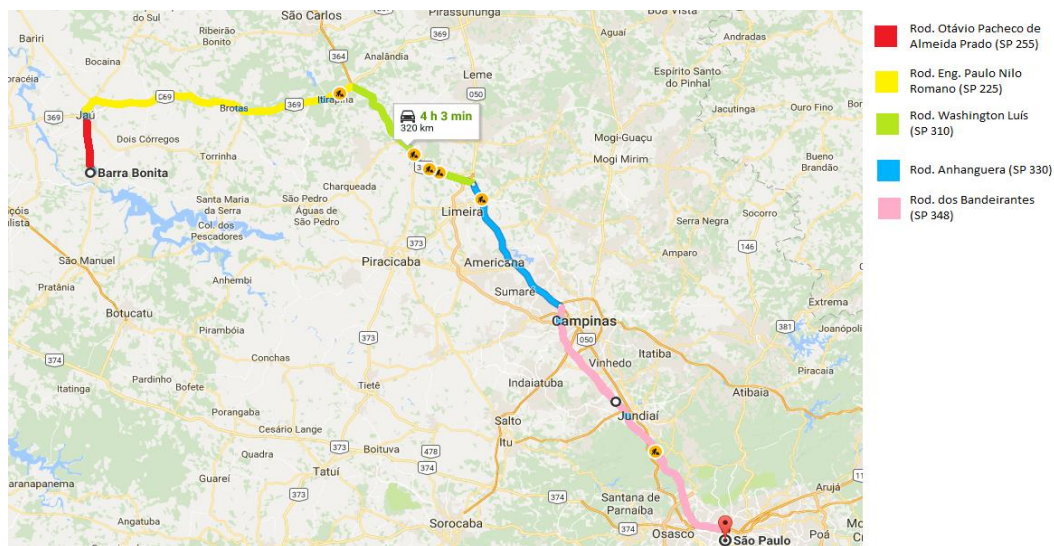 São Carlos
Pirassununga
Bariri
Ribeirão
Bonito
369
Aguaí
Andradas
364
Analândia
Bocaina
Leme
Espírito Santo
do Pinhal
050
C69
369
Itirapina
Brotas
Jacutinga
Ouro Fino
369
Jaú
4 h 3 min
320 km
Mogi-Guaçu
Dois Córregos
Mogi Mirim
Bueno
Brandão
Torrinha
Barra Bonita
Charqueada
Limeira
Santa Maria
da Serra
São Pedro
Águas de
São Pedro
Socorro
Serra Negra
Col. dos
Pescadores
373
146
São Manuel
Piracicaba
Americana
Amparo
Anhembi
Sumaré
Pratânia
Extrema
Botucatu
Pirambóia
Campinas
381
Joanópoli
373
050
374
Conchas
Vinhedo
Itatiba
Piracaia
Pardinho
Bofete
Itatinga
Tietê
Indaiatuba
Atibaia
Porangaba
Salto
Jundiaí
Cesário Lange
Itu
373
Boituva
478
Quadra
374
Tatuí
aranapanema
Guareí
373
Santana de
Parnaíba
Arujá
Angatuba
Sorocaba
374
Osasco
São Paulo
Poá
Rod. Otávio Pacheco de
Almeida Prado (SP 255)
Rod. Eng. Paulo Nilo
Romano (SP 225)
Rod. Washington Luís
(SP 310)
Rod. Anhanguera (SP 330)
Rod. dos Bandeirantes
(SP 348)